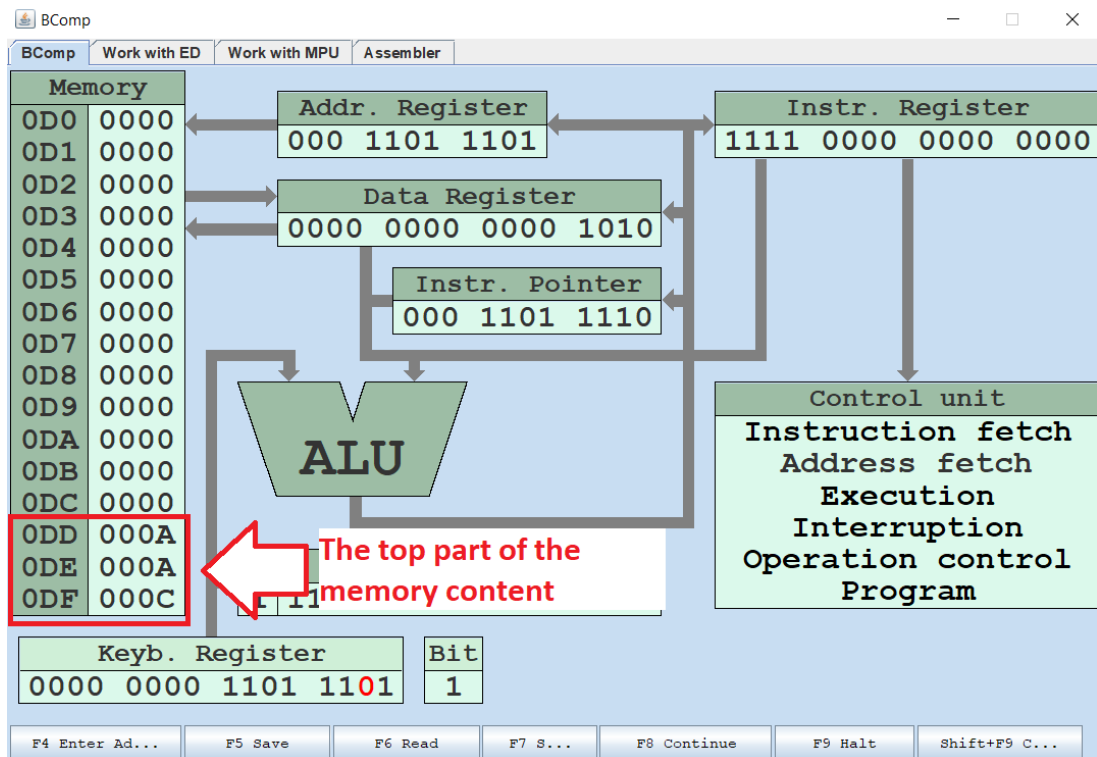 BComp
BComp Work with ED Work with MPU Assembler
Memory
0D0 0000
0D1 0000
0D2 0000
0D3 0000
0D4 0000
0D5 0000
0D6 0000
0D7 0000
0D8 0000
0D9 0000
0DA 0000
0DB 0000
0DC 0000
0DD 000A
0DE 000A
0DF 000C
Addr. Register
000 1101 1101
Instr. Register
1111 0000 0000 0000
Data Register
0000 0000 0000 1010
Instr. Pointer
000 1101 1110
ALU
Control unit
Instruction fetch
Address fetch
Execution
Interruption
Operation control
Program
The top part of the
memory content
Keyb. Register
0000 0000 1101 1101
Bit
1
F4 Enter Ad... F5 Save F6 Read F7 S... F8 Continue F9 Halt Shift+F9 C...